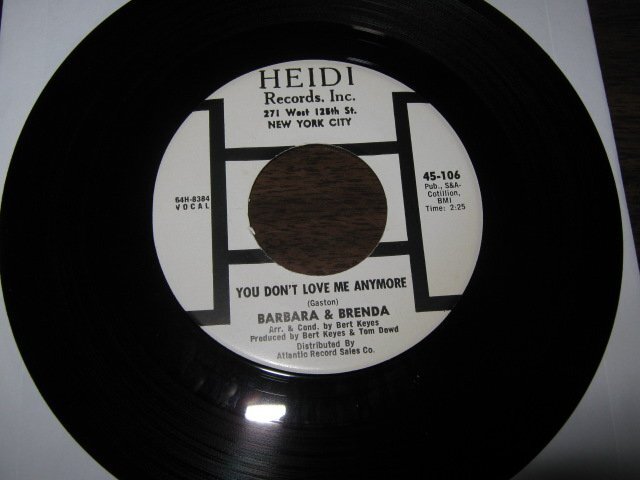 HEIDI
Records, Inc.
271 West 125th St.
NEW YORK CITY
64H-8384
VOCAL
45-106
Pub., S&A-
Cotillion,
BMI
Time: 2:25
YOU DON'T LOVE ME ANYMORE
(Gaston)
BARBARA & BRENDA
Arr. & Cond. by Bert Keyes
Produced by Bert Keyes & Tom Dowd
Distributed By
Atlantic Record Sales Co.